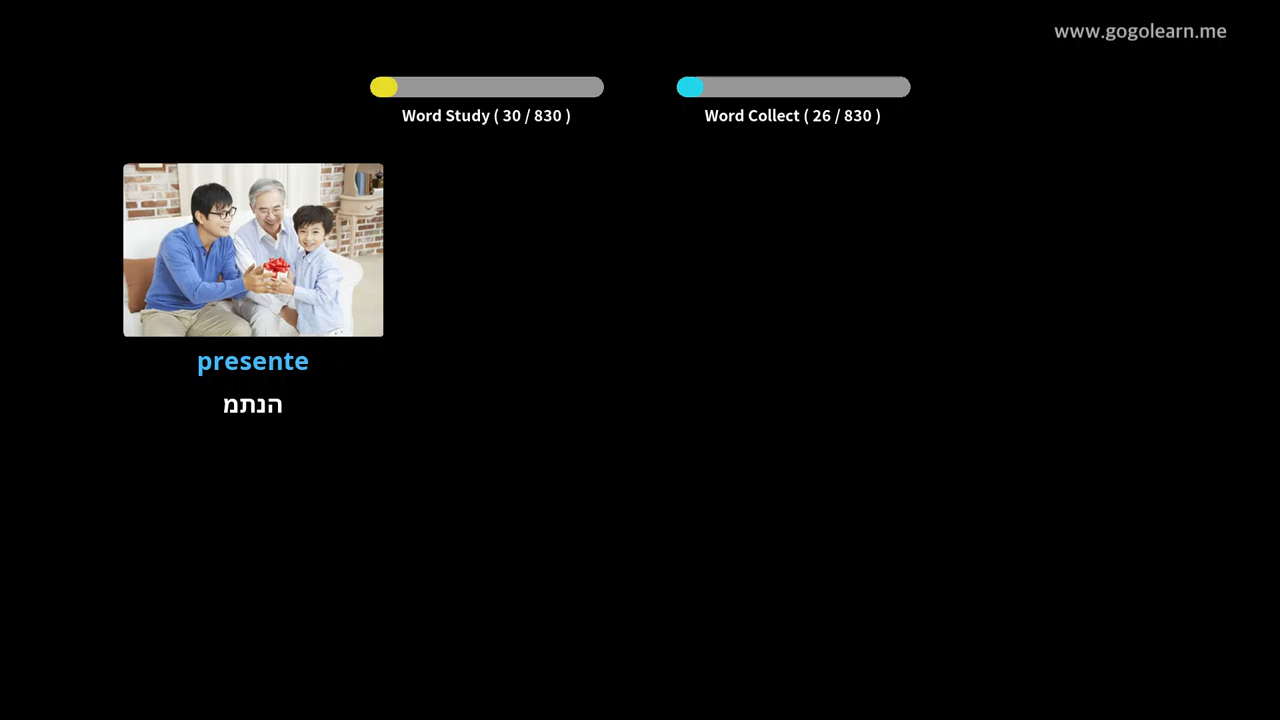 www.gogolearn.me
Word Study ( 30 / 830 )
Word Collect ( 26 / 830 )
presente
הנתמ